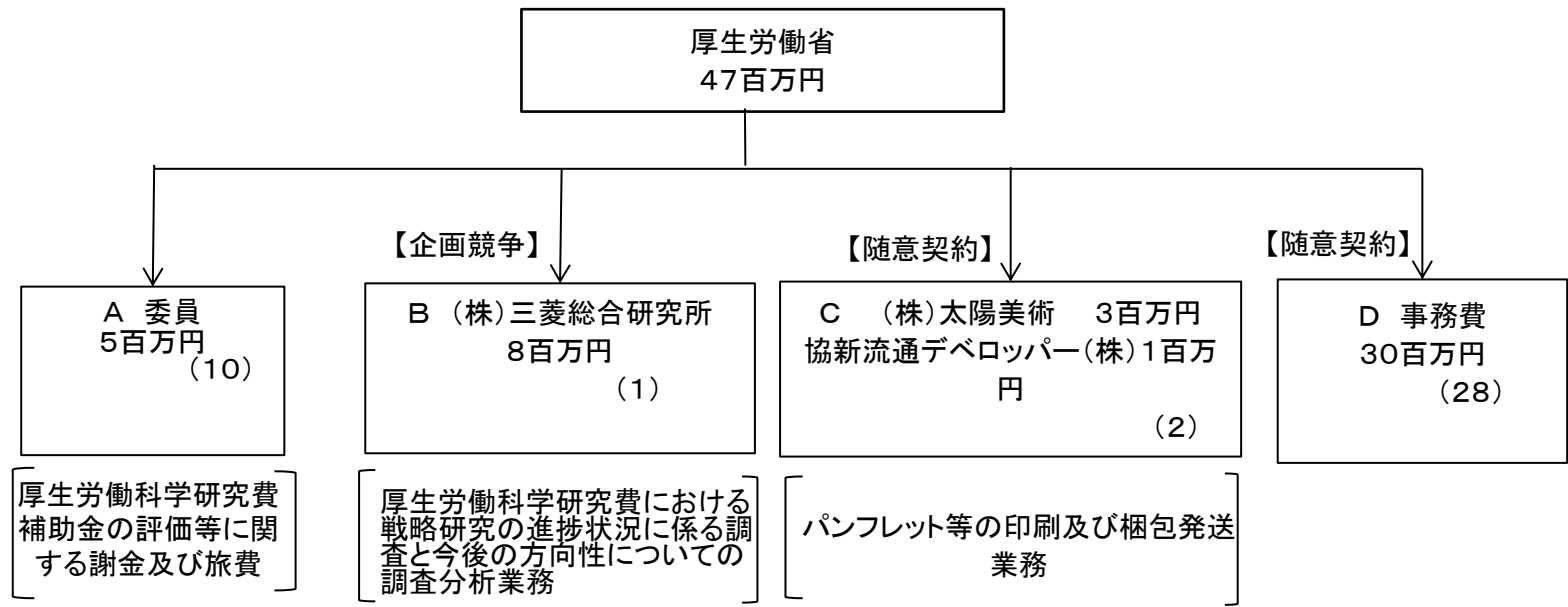 厚生労働省
47百万円
【企画競争】
【随意契約】
【随意契約】
A 委員
5百万円
(10)
B (株)三菱総合研究所
8百万円
(1)
C (株)太陽美術 3百万円
協新流通デベロッパー(株)1百万
円
(2)
D 事務費
30百万円
(28)
厚生労働科学研究費
補助金の評価等に関
する謝金及び旅費
厚生労働科学研究費における
戦略研究の進捗状況に係る調
査と今後の方向性についての
調査分析業務
パンフレット等の印刷及び梱包発送
業務